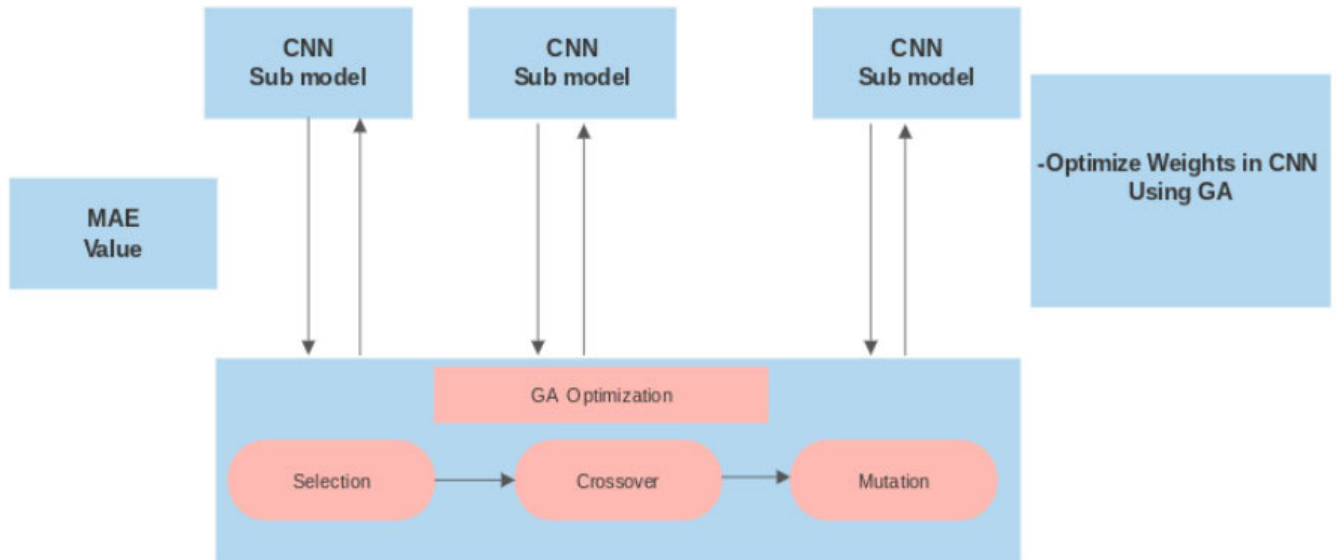 CNN
Sub model
CNN
Sub model
CNN
Sub model
-Optimize Weights in CNN
Using GA
MAE
Value
GA Optimization
Selection
Crossover
Mutation